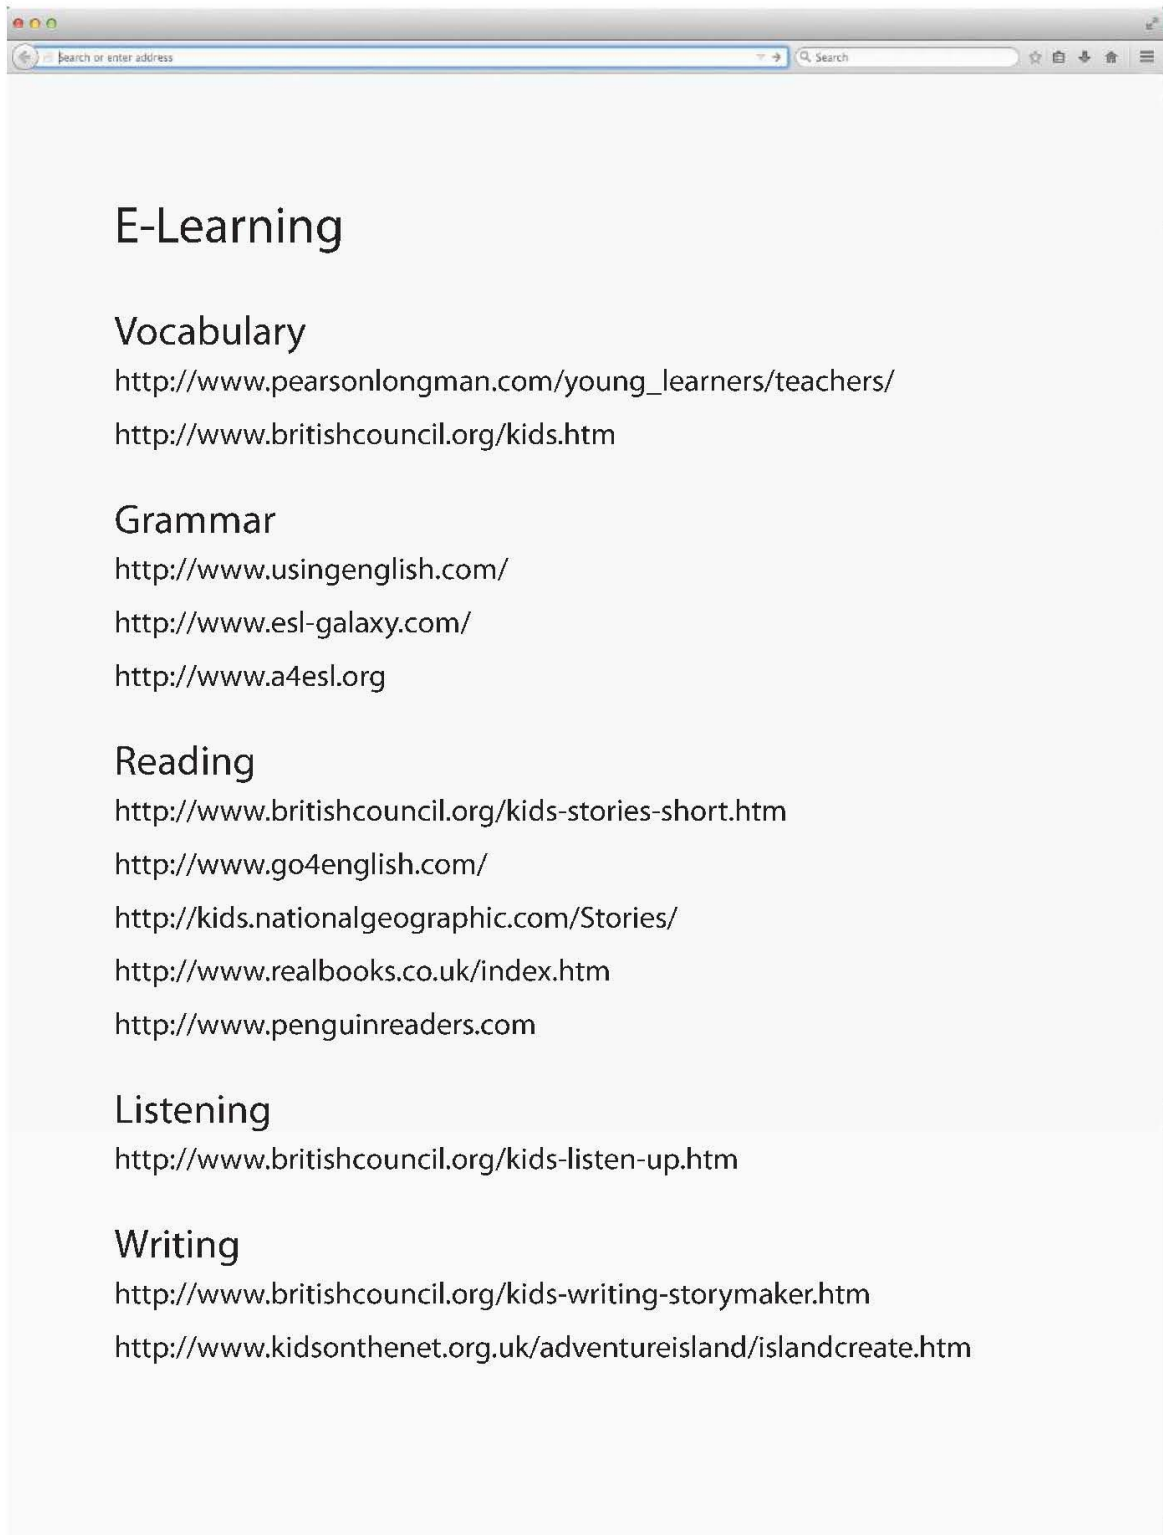 Search or enter address
Search
E-Learning
Vocabulary
http://www.pearsonlongman.com/young_learners/teachers/
http://www.britishcouncil.org/kids.htm
Grammar
http://www.usingenglish.com/
http://www.esl-galaxy.com/
http://www.a4esl.org
Reading
http://www.britishcouncil.org/kids-stories-short.htm
http://www.go4english.com/
http://kids.nationalgeographic.com/Stories/
http://www.realbooks.co.uk/index.htm
http://www.penguinreaders.com
Listening
http://www.britishcouncil.org/kids-listen-up.htm
Writing
http://www.britishcouncil.org/kids-writing-storymaker.htm
http://www.kidsonthenet.org.uk/adventureisland/islandcreate.htm